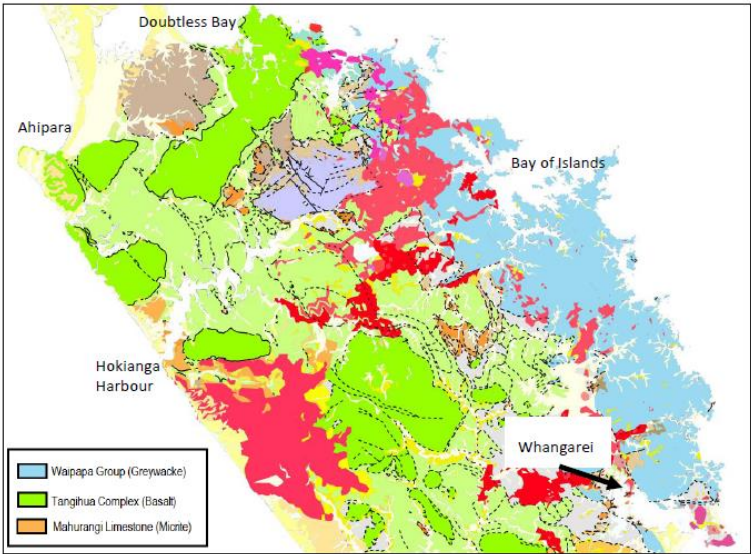 Doubtless Bay
Ahipara
Bay of Islands
Hokianga
Harbour
Whangarei
Waipapa Group (Greywacke)
Tangihua Complex (Basalt)
Mahurangi Limestone (Micrite)